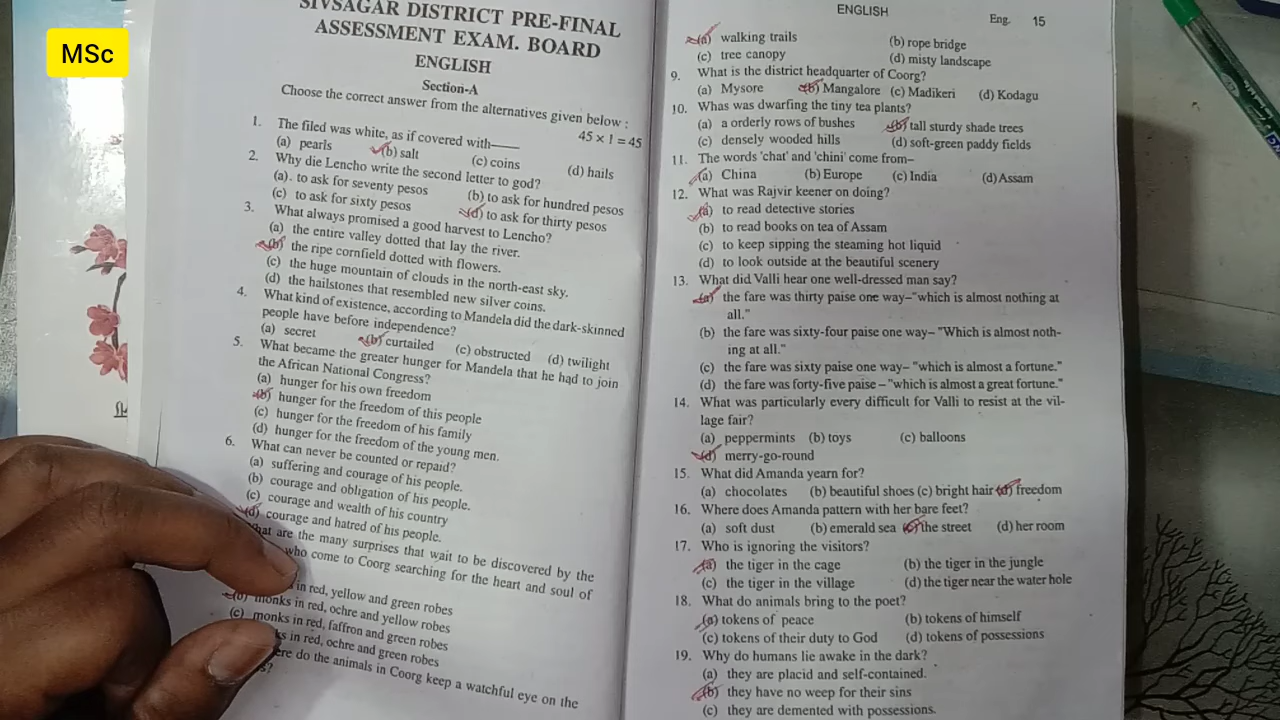 MSc
SIVSAGAR DISTRICT PRE-FINAL
ASSESSMENT EXAM. BOARD
ENGLISH
Section-A
Choose the correct answer from the alternatives given below :
45 × 1 = 45
1. The filed was white, as if covered with——
(a) pearls (b) salt (c) coins (d) hails
2. Why die Lencho write the second letter to god?
(a). to ask for seventy pesos (b) to ask for hundred pesos
(c) to ask for sixty pesos (d) to ask for thirty pesos
3. What always promised a good harvest to Lencho?
(a) the entire valley dotted that lay the river.
(b) the ripe cornfield dotted with flowers.
(c) the huge mountain of clouds in the north-east sky.
(d) the hailstones that resembled new silver coins.
4. What kind of existence, according to Mandela did the dark-skinned
people have before independence?
(a) secret (b) curtailed (c) obstructed (d) twilight
5. What became the greater hunger for Mandela that he had to join
the African National Congress?
(a) hunger for his own freedom
(b) hunger for the freedom of this people
(c) hunger for the freedom of his family
(d) hunger for the freedom of the young men.
6. What can never be counted or repaid?
(a) suffering and courage of his people.
(b) courage and obligation of his people.
(c) courage and wealth of his country
(d) courage and hatred of his people.
are the many surprises that wait to be discovered by the
who come to Coorg searching for the heart and soul of
in red, yellow and green robes
(b) monks in red, ochre and yellow robes
(c) monks in red, faffron and green robes
in red, ochre and green robes
do the animals in Coorg keep a watchful eye on the
ENGLISH Eng. 15
(a) walking trails (b) rope bridge
(c) tree canopy (d) misty landscape
9. What is the district headquarter of Coorg?
(a) Mysore (b) Mangalore (c) Madikeri (d) Kodagu
10. Whas was dwarfing the tiny tea plants?
(a) a orderly rows of bushes (b) tall sturdy shade trees
(c) densely wooded hills (d) soft-green paddy fields
11. The words 'chat' and 'chini' come from–
(a) China (b) Europe (c) India (d) Assam
12. What was Rajvir keener on doing?
(a) to read detective stories
(b) to read books on tea of Assam
(c) to keep sipping the steaming hot liquid
(d) to look outside at the beautiful scenery
13. What did Valli hear one well-dressed man say?
(a) the fare was thirty paise one way–"which is almost nothing at
all."
(b) the fare was sixty-four paise one way– "Which is almost noth-
ing at all."
(c) the fare was sixty paise one way– "which is almost a fortune."
(d) the fare was forty-five paise – "which is almost a great fortune."
14. What was particularly every difficult for Valli to resist at the vil-
lage fair?
(a) peppermints (b) toys (c) balloons
(d) merry-go-round
15. What did Amanda yearn for?
(a) chocolates (b) beautiful shoes (c) bright hair (d) freedom
16. Where does Amanda pattern with her bare feet?
(a) soft dust (b) emerald sea (c) the street (d) her room
17. Who is ignoring the visitors?
(a) the tiger in the cage (b) the tiger in the jungle
(c) the tiger in the village (d) the tiger near the water hole
18. What do animals bring to the poet?
(a) tokens of peace (b) tokens of himself
(c) tokens of their duty to God (d) tokens of possessions
19. Why do humans lie awake in the dark?
(a) they are placid and self-contained.
(b) they have no weep for their sins
(c) they are demented with possessions.